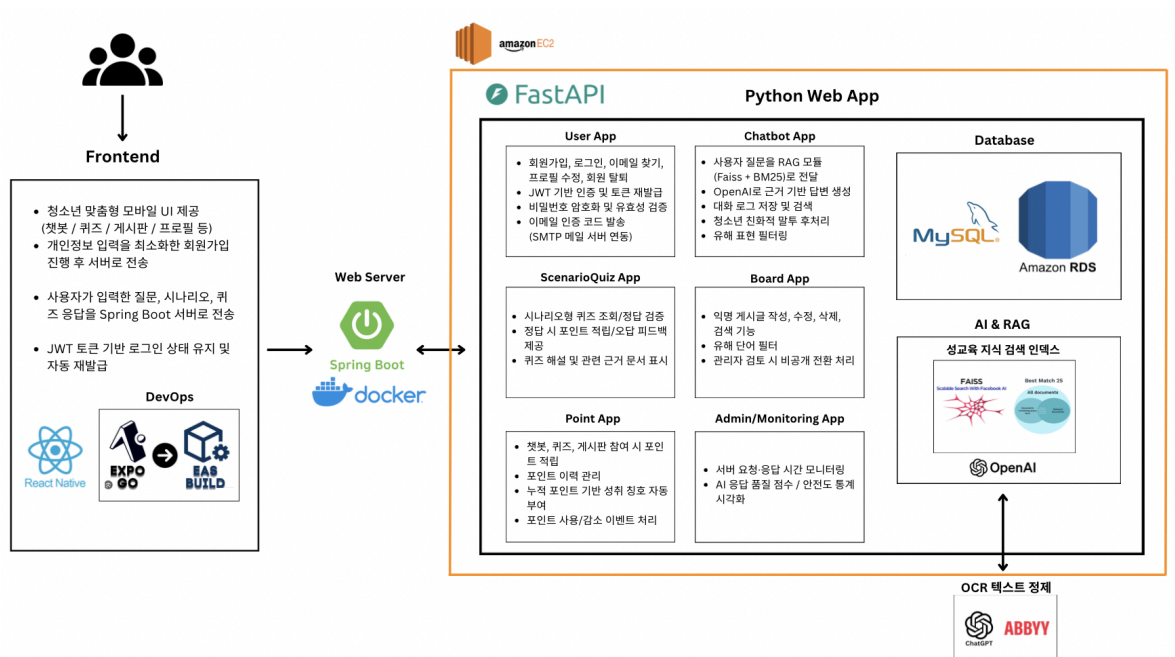 amazon EC2
FastAPI
Python Web App
Frontend
청소년 맞춤형 모바일 UI 제공
(챗봇 / 퀴즈 / 게시판 / 프로필 등)
개인정보 입력을 최소화한 회원가입
진행 후 서버로 전송
사용자가 입력한 질문, 시나리오, 퀴
즈 응답을 Spring Boot 서버로 전송
JWT 토큰 기반 로그인 상태 유지 및
자동 재발급
DevOps
React Native
EXPO
GO
EAS
BUILD
Web Server
Spring Boot
docker
User App
회원가입, 로그인, 이메일 찾기,
프로필 수정, 회원 탈퇴
JWT 기반 인증 및 토큰 재발급
비밀번호 암호화 및 유효성 검증
이메일 인증 코드 발송
(SMTP 메일 서버 연동)
Chatbot App
사용자 질문을 RAG 모듈
(Faiss + BM25)로 전달
OpenAI로 근거 기반 답변 생성
대화 로그 저장 및 검색
청소년 친화적 말투 후처리
유해 표현 필터링
ScenarioQuiz App
시나리오형 퀴즈 조회/정답 검증
정답 시 포인트 적립/오답 피드백
제공
퀴즈 해설 및 관련 근거 문서 표시
Board App
익명 게시글 작성, 수정, 삭제,
검색 기능
유해 단어 필터
관리자 검토 시 비공개 전환 처리
Point App
챗봇, 퀴즈, 게시판 참여 시 포인
트 적립
포인트 이력 관리
누적 포인트 기반 성취 칭호 자동
부여
포인트 사용/감소 이벤트 처리
Admin/Monitoring App
서버 요청·응답 시간 모니터링
AI 응답 품질 점수 / 안전도 통계
시각화
Database
MySQL
Amazon RDS
AI & RAG
성교육 지식 검색 인덱스
FAISS
Scalable Search With Facebook AI
Best Match 25
All documents
OpenAI
OCR 텍스트 정제
ChatGPT
ABBYY